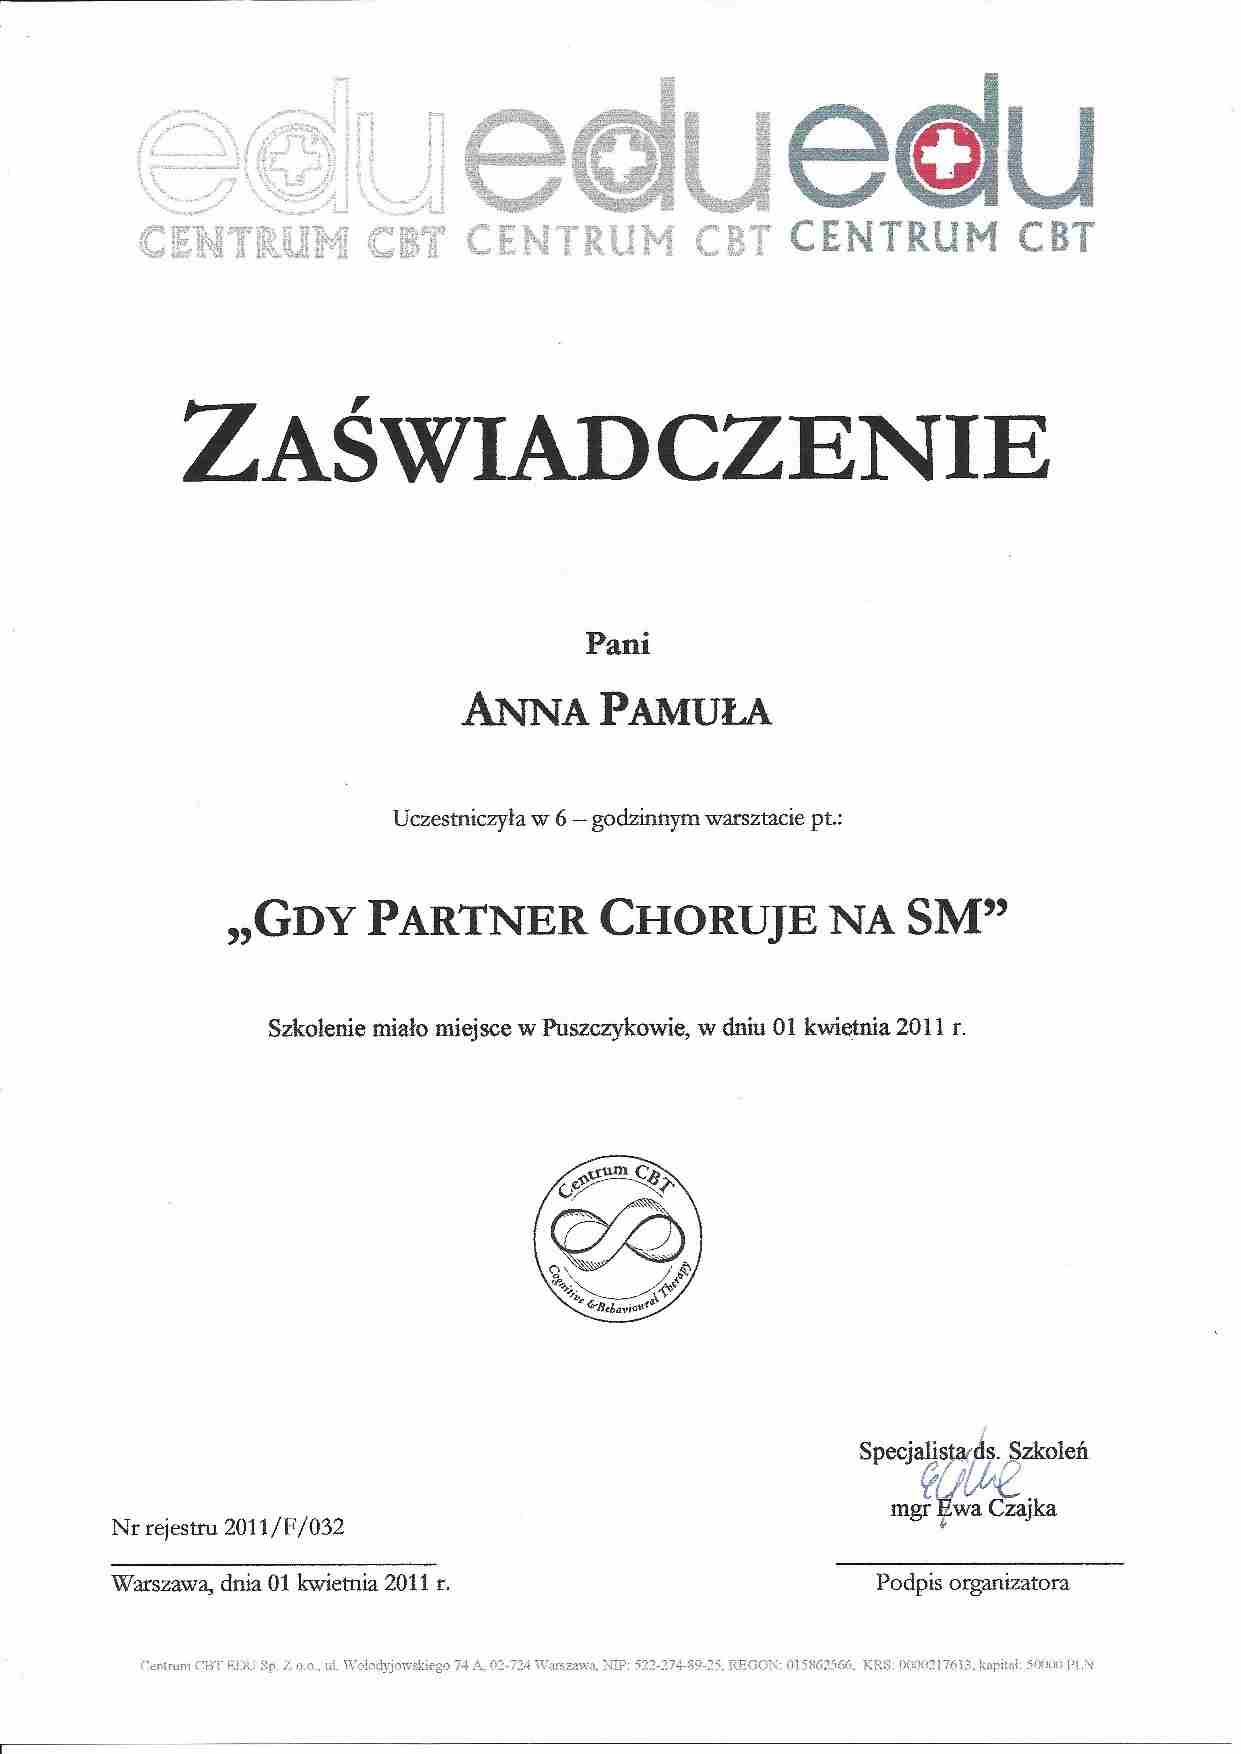 edu edu edu
CENTRUM CBT CENTRUM CBT CENTRUM CBT
ZAŚWIADCZENIE
Pani
ANNA PAMUŁA
Uczestniczyła w 6 – godzinnym warsztacie pt.:
„GDY PARTNER CHORUJE NA SM”
Szkolenie miało miejsce w Puszczykowie, w dniu 01 kwietnia 2011 r.
Centrum CBT
Cognitive & Behavioural Therapy
Specjalista ds. Szkoleń
mgr Ewa Czajka
Nr rejestru 2011/F/032
Warszawa, dnia 01 kwietnia 2011 r.
Podpis organizatora
Centrum CBT EDU Sp. Z o.o., ul. Wołodyjowskiego 74 A, 02-724 Warszawa, NIP: 522-274-89-25, REGON: 015862566, KRS: 0000217613, kapitał: 50000 PLN